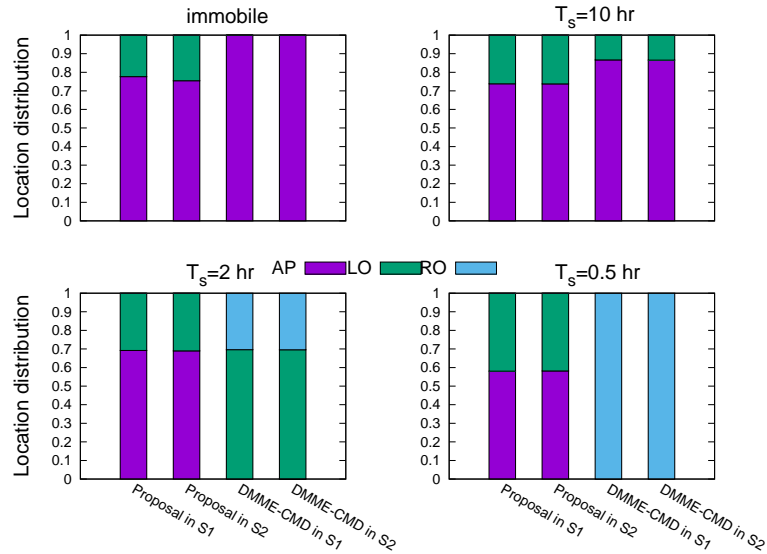 immobile
T_s=10 hr
Location distribution
1
0.9
0.8
0.7
0.6
0.5
0.4
0.3
0.2
0.1
0
1
0.9
0.8
0.7
0.6
0.5
0.4
0.3
0.2
0.1
0
AP LO RO
T_s=2 hr
T_s=0.5 hr
Location distribution
1
0.9
0.8
0.7
0.6
0.5
0.4
0.3
0.2
0.1
0
Proposal in S1
Proposal in S2
DMME-CMD in S1
DMME-CMD in S2
1
0.9
0.8
0.7
0.6
0.5
0.4
0.3
0.2
0.1
0
Proposal in S1
Proposal in S2
DMME-CMD in S1
DMME-CMD in S2